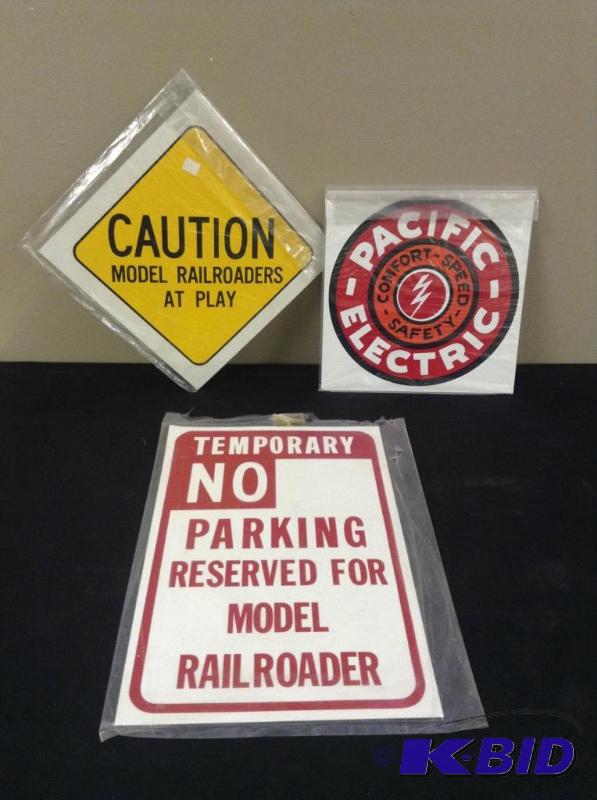 CAUTION
MODEL RAILROADERS
AT PLAY
- PACIFIC -
ELECTRIC
COMFORT - SPEED
- SAFETY -
TEMPORARY
NO
PARKING
RESERVED FOR
MODEL
RAILROADER
© K-BID